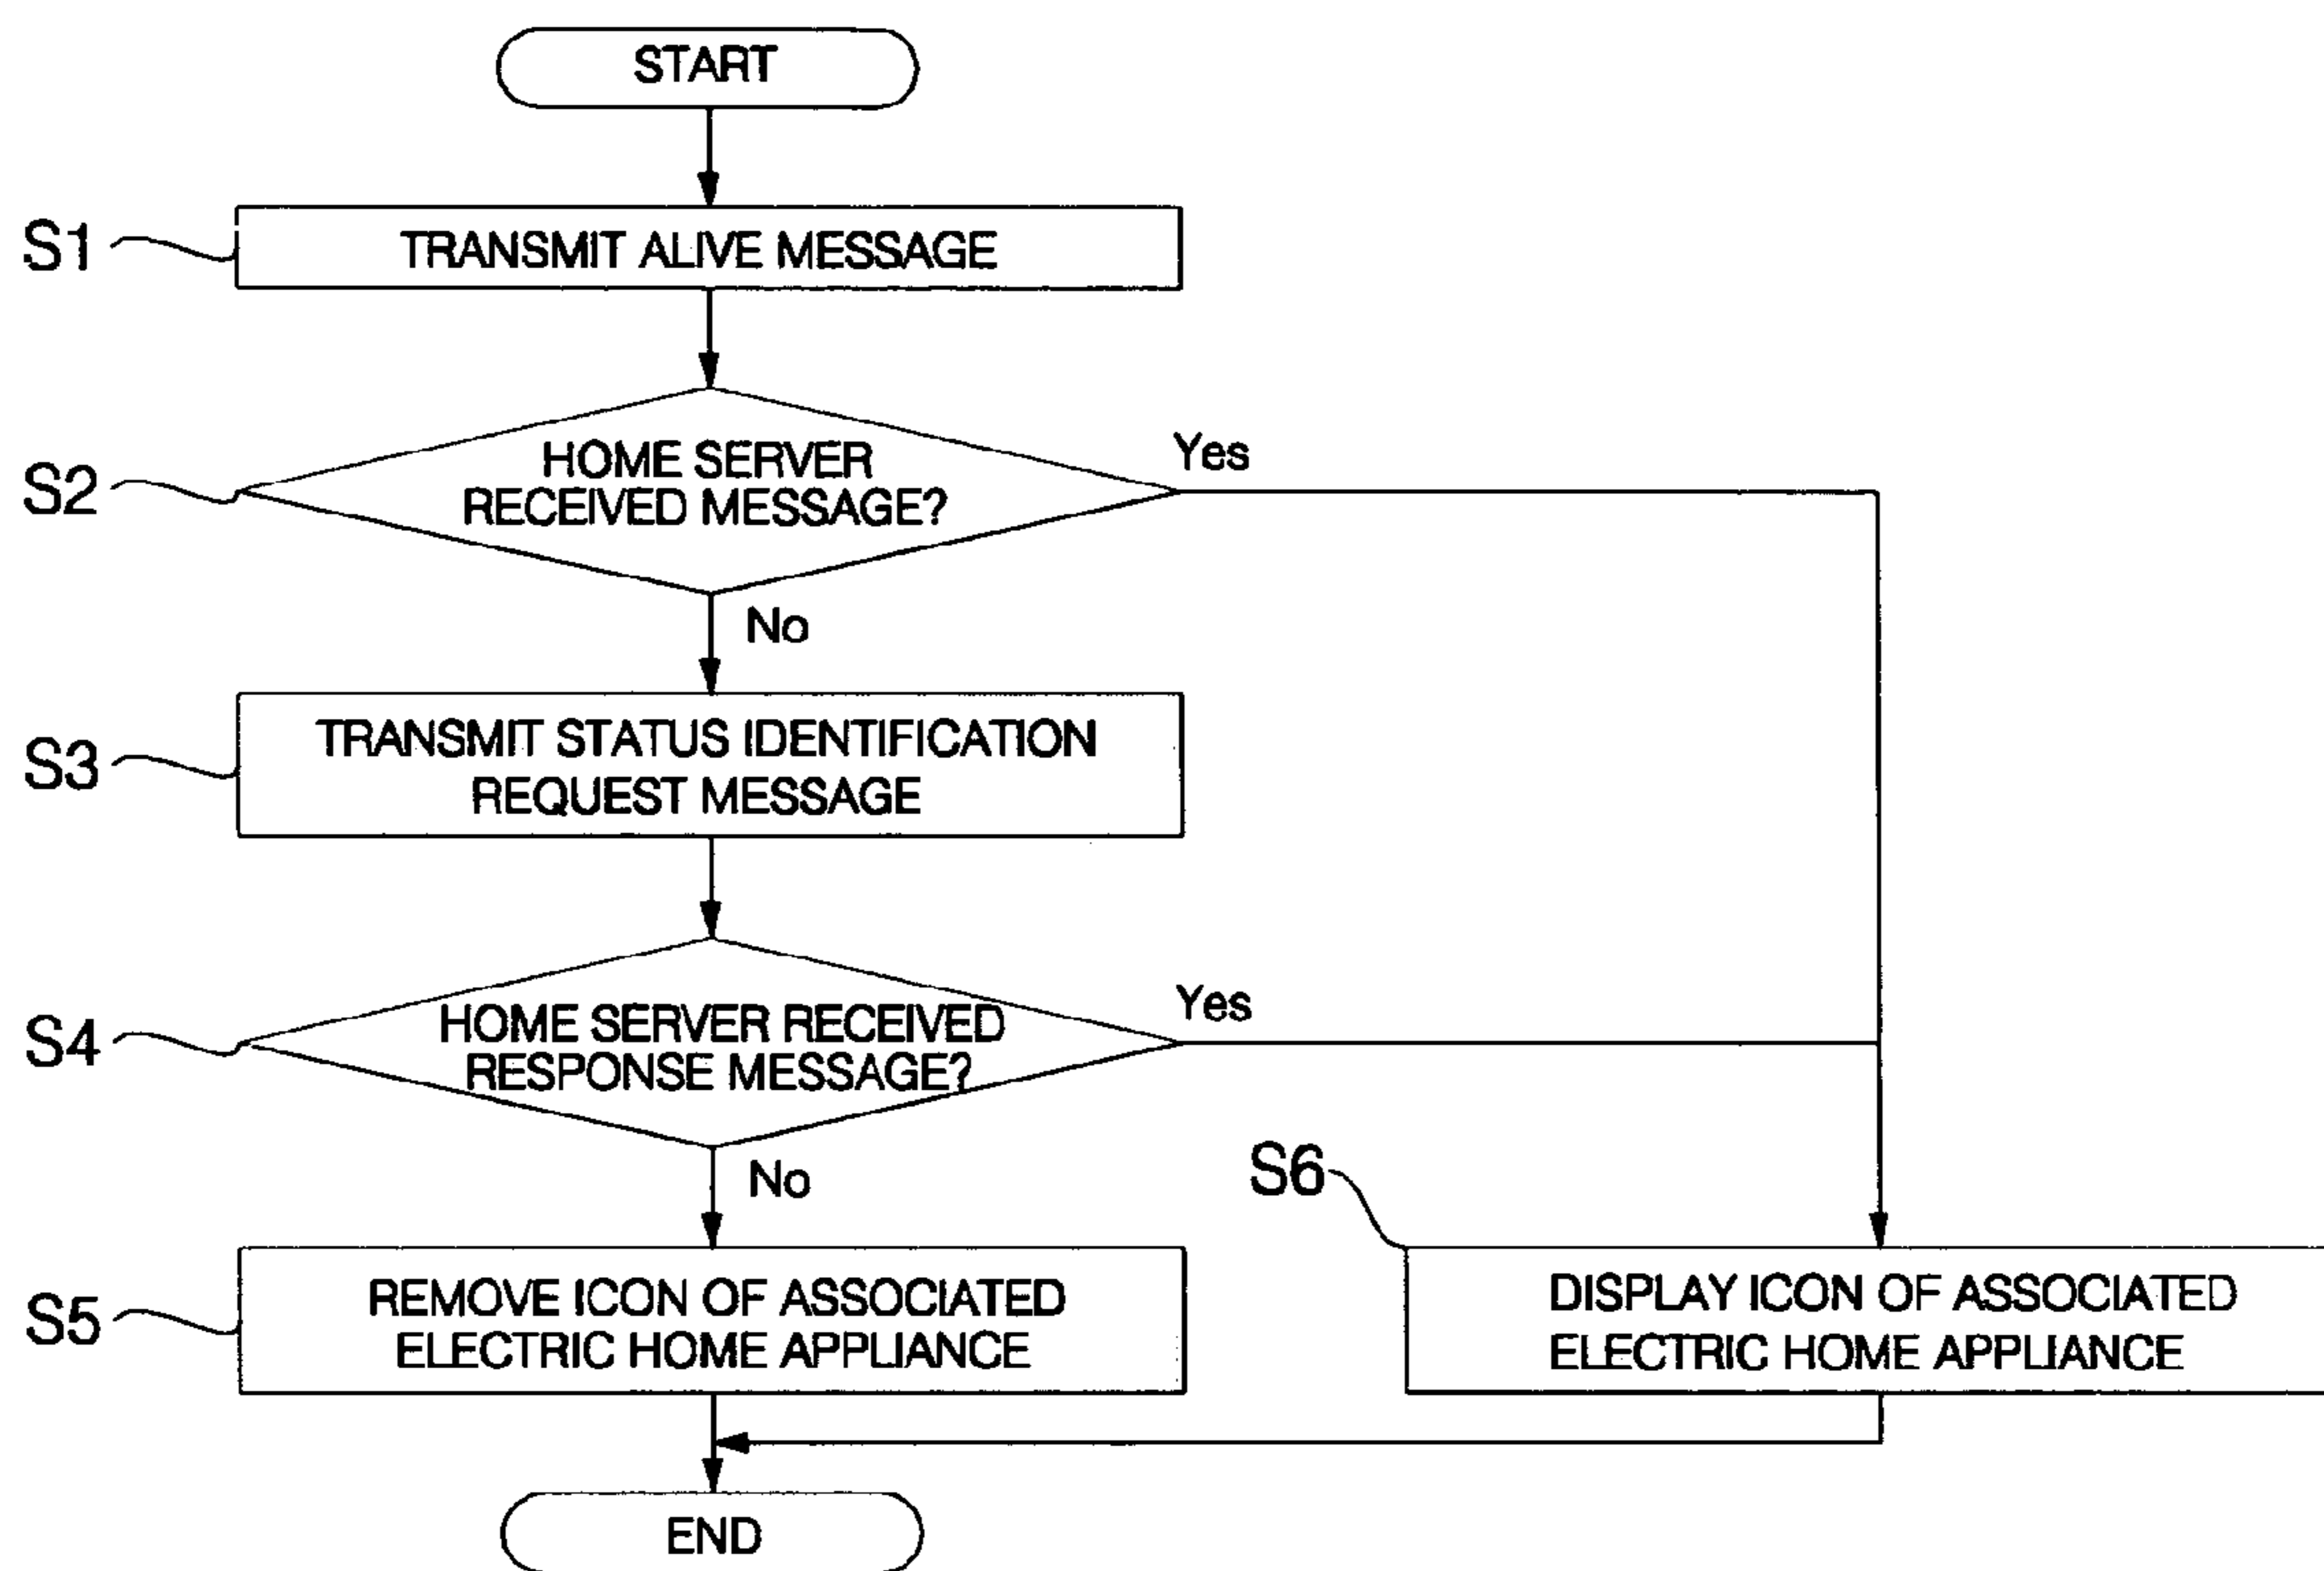 START
S1
TRANSMIT ALIVE MESSAGE
S2
HOME SERVER
RECEIVED MESSAGE?
Yes
No
S3
TRANSMIT STATUS IDENTIFICATION
REQUEST MESSAGE
S4
HOME SERVER RECEIVED
RESPONSE MESSAGE?
Yes
No
S5
REMOVE ICON OF ASSOCIATED
ELECTRIC HOME APPLIANCE
S6
DISPLAY ICON OF ASSOCIATED
ELECTRIC HOME APPLIANCE
END